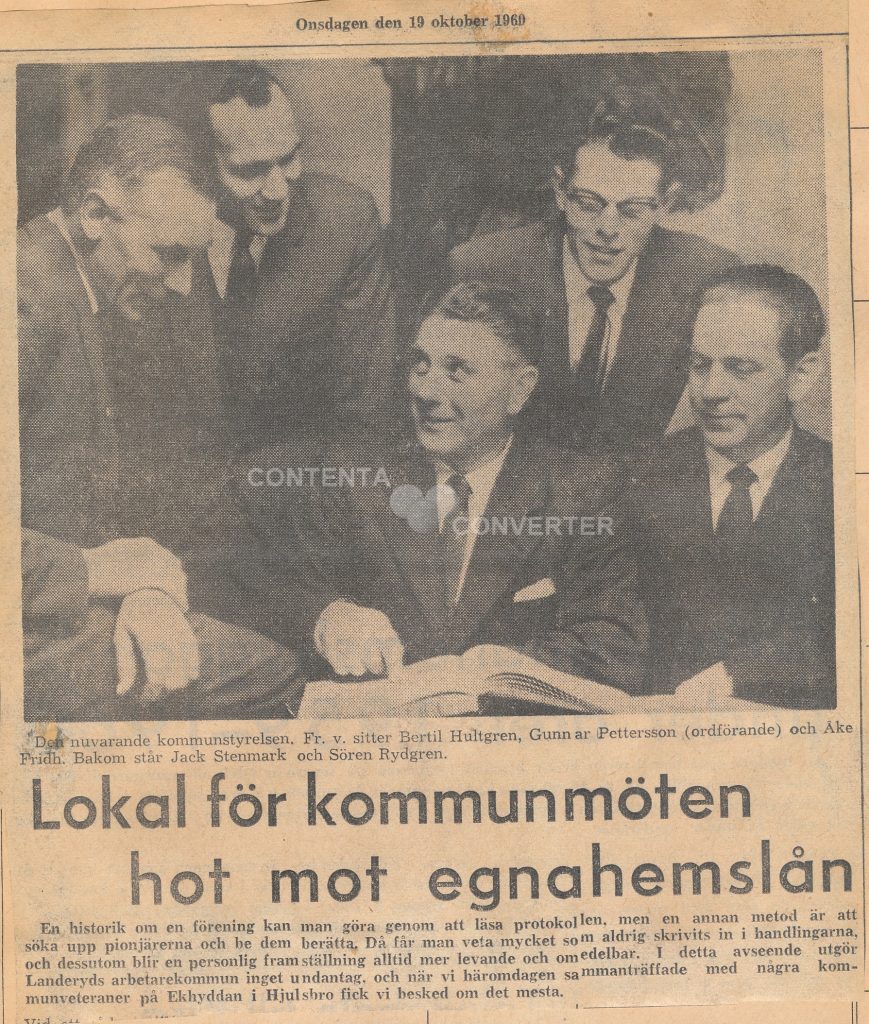 Onsdagen den 19 oktober 1960
CONTENTA
CONVERTER
Den nuvarande kommunstyrelsen. Fr. v. sitter Bertil Hultgren, Gunnar Pettersson (ordförande) och Åke
Fridh. Bakom står Jack Stenmark och Sören Rydgren.
Lokal för kommunmöten
hot mot egnahemslån
En historik om en förening kan man göra genom att läsa protokollen, men en annan metod är att
söka upp pionjärerna och be dem berätta. Då får man veta mycket som aldrig skrivits in i handlingarna,
och dessutom blir en personlig framställning alltid mer levande och omedelbar. I detta avseende utgör
Landeryds arbetarekommun inget undantag, och när vi häromdagen sammanträffade med några kom-
munveteraner på Ekhyddan i Hjulsbro fick vi besked om det mesta.